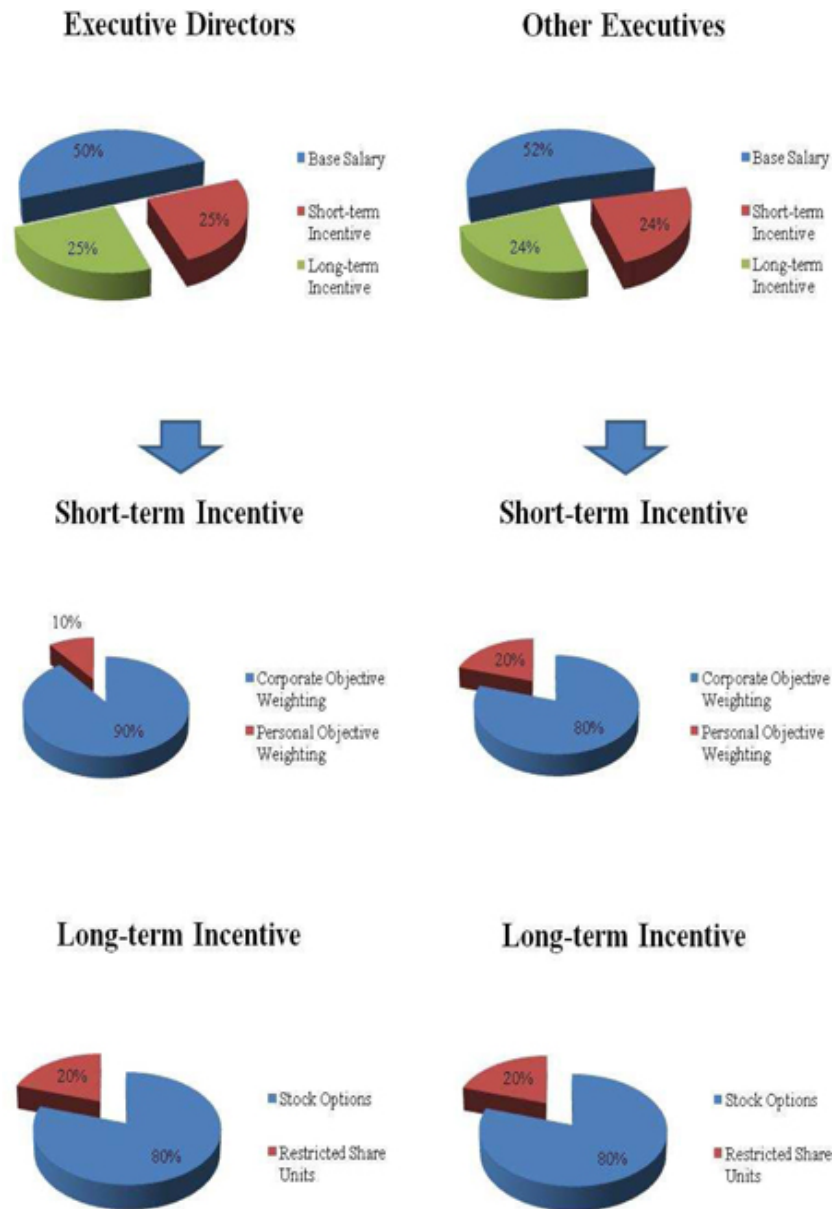 Executive Directors
50%
25%
25%
Base Salary
Short-term
Incentive
Long-term
Incentive
Other Executives
52%
24%
24%
Base Salary
Short-term
Incentive
Long-term
Incentive
Short-term Incentive
10%
90%
Corporate Objective
Weighting
Personal Objective
Weighting
Short-term Incentive
20%
80%
Corporate Objective
Weighting
Personal Objective
Weighting
Long-term Incentive
20%
80%
Stock Options
Restricted Share
Units
Long-term Incentive
20%
80%
Stock Options
Restricted Share
Units